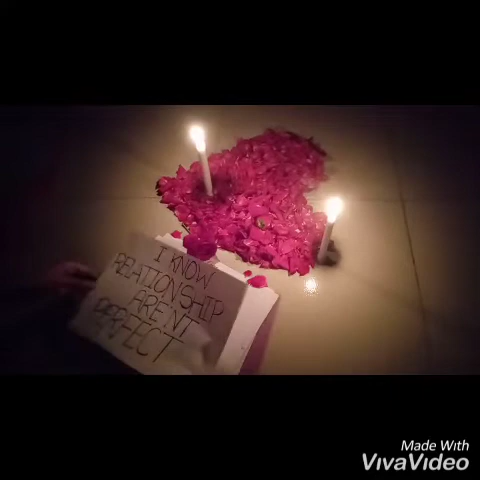 I KNOW
RELATIONSHIP
AREN'T
PERFECT
Made With
VivaVideo